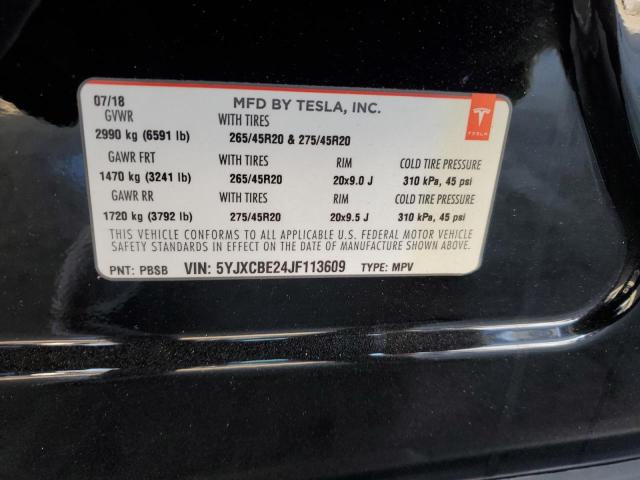 07/18 MFD BY TESLA, INC.
GVWR WITH TIRES
2990 kg (6591 lb) 265/45R20 & 275/45R20
TESLA
GAWR FRT WITH TIRES RIM COLD TIRE PRESSURE
1470 kg (3241 lb) 265/45R20 20x9.0 J 310 kPa, 45 psi
GAWR RR WITH TIRES RIM COLD TIRE PRESSURE
1720 kg (3792 lb) 275/45R20 20x9.5 J 310 kPa, 45 psi
THIS VEHICLE CONFORMS TO ALL APPLICABLE U.S. FEDERAL MOTOR VEHICLE
SAFETY STANDARDS IN EFFECT ON THE DATE OF MANUFACTURE SHOWN ABOVE.
PNT: PBSB VIN: 5YJXCBE24JF113609 TYPE: MPV